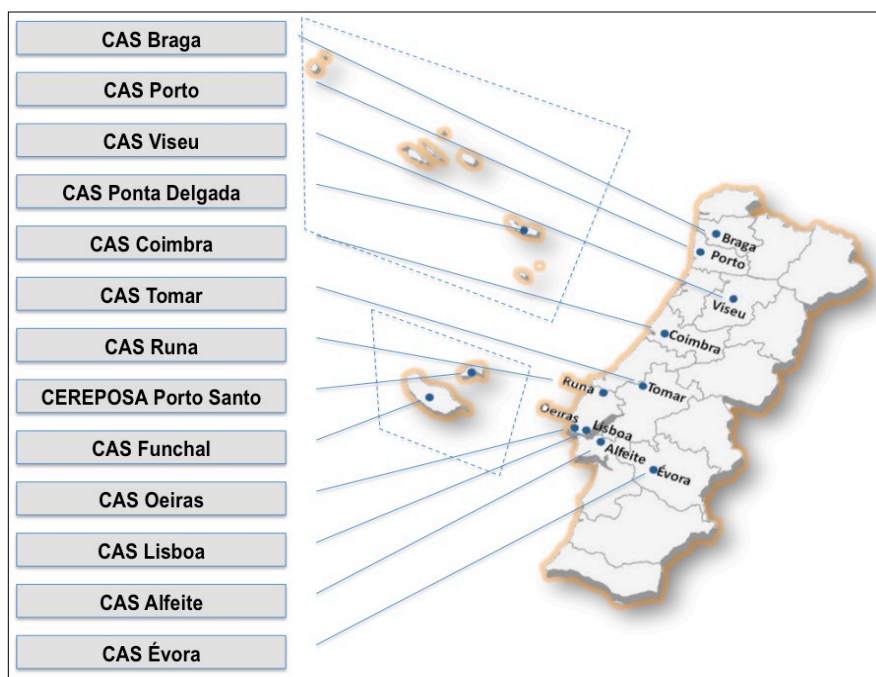 CAS Braga
CAS Porto
CAS Viseu
CAS Ponta Delgada
CAS Coimbra
CAS Tomar
CAS Runa
CEREPOSA Porto Santo
CAS Funchal
CAS Oeiras
CAS Lisboa
CAS Alfeite
CAS Évora
Braga
Porto
Viseu
Coimbra
Runa
Tomar
Oeiras
Lisboa
Alfeite
Évora